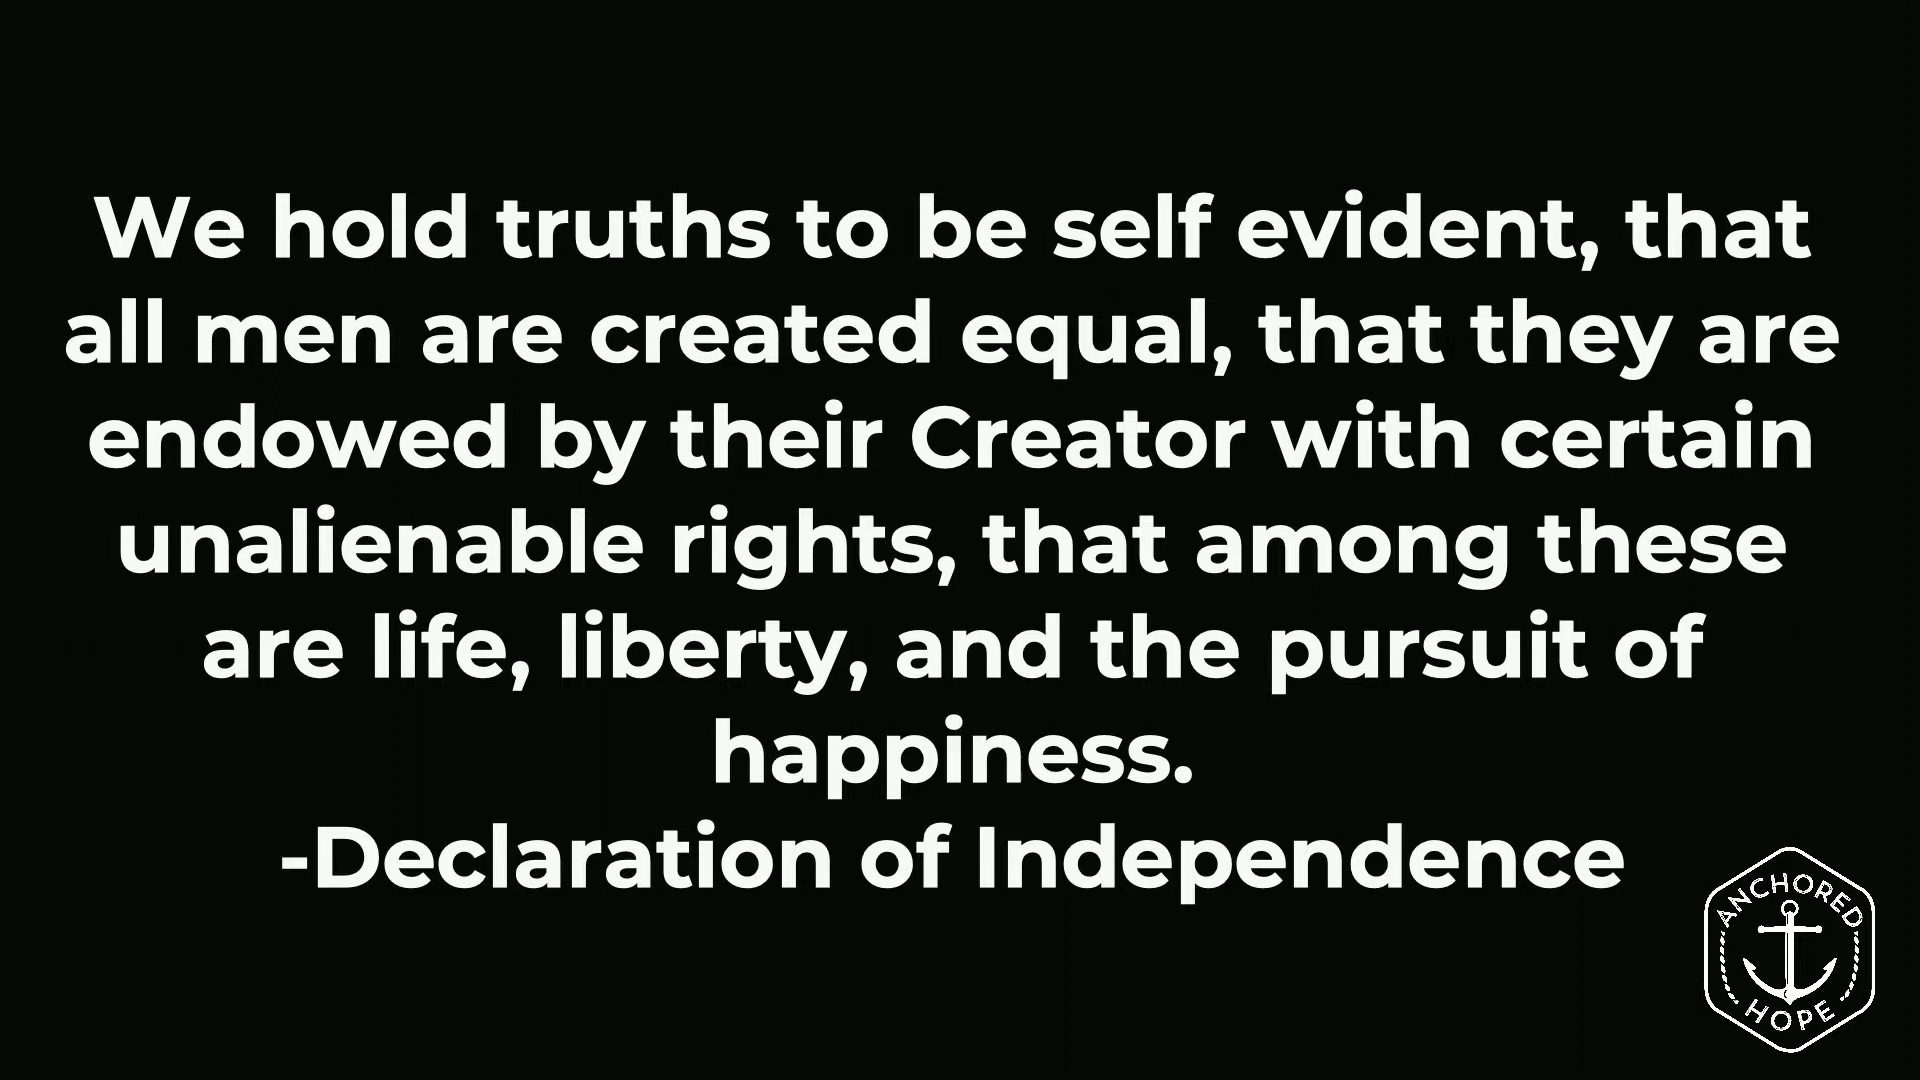 We hold truths to be self evident, that
all men are created equal, that they are
endowed by their Creator with certain
unalienable rights, that among these
are life, liberty, and the pursuit of
happiness.
-Declaration of Independence
ANCHORED
HOPE